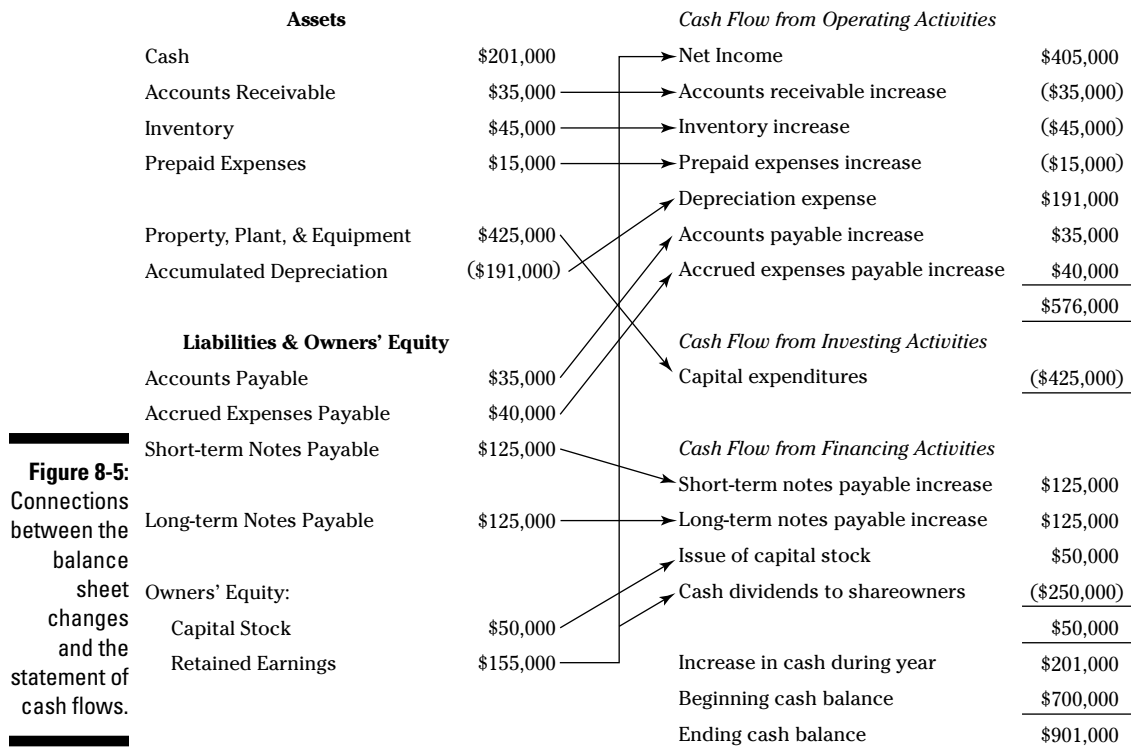 Assets
Cash $201,000
Accounts Receivable $35,000
Inventory $45,000
Prepaid Expenses $15,000
Property, Plant, & Equipment $425,000
Accumulated Depreciation ($191,000)
Liabilities & Owners’ Equity
Accounts Payable $35,000
Accrued Expenses Payable $40,000
Short-term Notes Payable $125,000
Long-term Notes Payable $125,000
Owners’ Equity:
Capital Stock $50,000
Retained Earnings $155,000
Cash Flow from Operating Activities
Net Income $405,000
Accounts receivable increase ($35,000)
Inventory increase ($45,000)
Prepaid expenses increase ($15,000)
Depreciation expense $191,000
Accounts payable increase $35,000
Accrued expenses payable increase $40,000
$576,000
Cash Flow from Investing Activities
Capital expenditures ($425,000)
Cash Flow from Financing Activities
Short-term notes payable increase $125,000
Long-term notes payable increase $125,000
Issue of capital stock $50,000
Cash dividends to shareowners ($250,000)
$50,000
Increase in cash during year $201,000
Beginning cash balance $700,000
Ending cash balance $901,000
Figure 8-5:
Connections
between the
balance
sheet
changes
and the
statement of
cash flows.